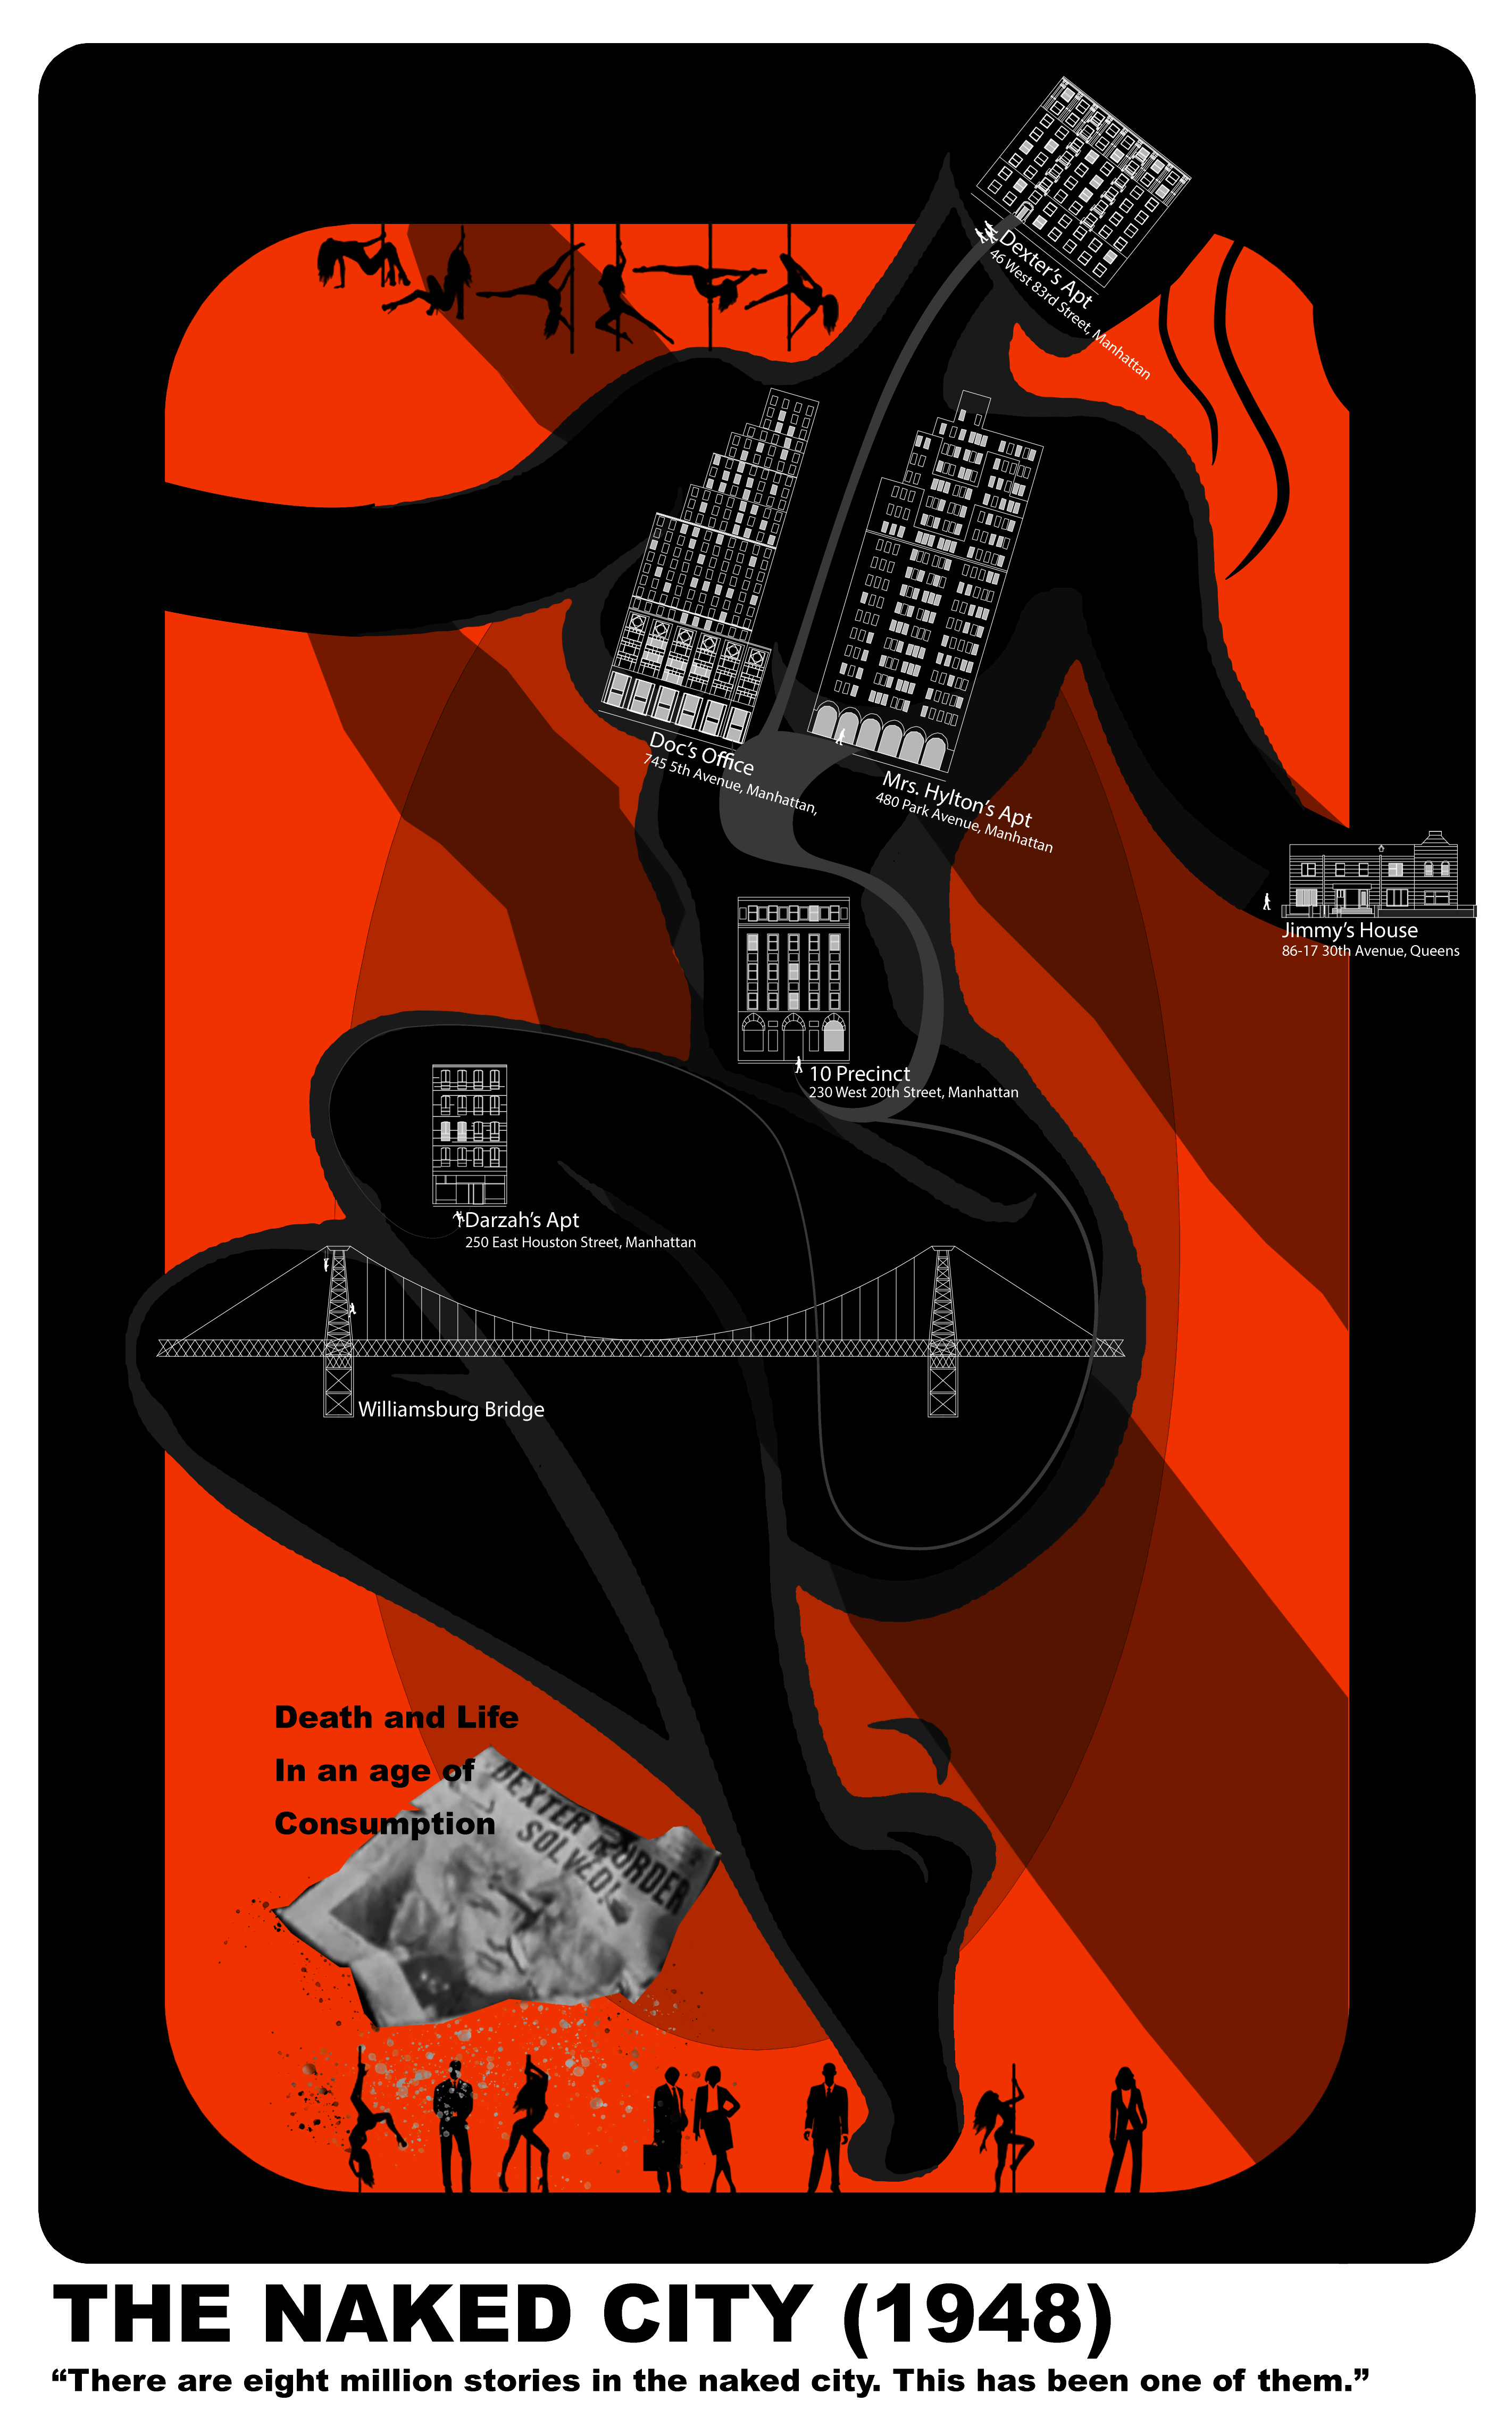 Dexter's Apt
46 West 83rd Street, Manhattan
Doc's Office
745 5th Avenue, Manhattan,
Mrs. Hylton's Apt
480 Park Avenue, Manhattan
Jimmy's House
86-17 30th Avenue, Queens
10 Precinct
230 West 20th Street, Manhattan
Darzah's Apt
250 East Houston Street, Manhattan
Williamsburg Bridge
Death and Life
In an age of
Consumption
DEXTER MURDER
SOLVED!
THE NAKED CITY (1948)
“There are eight million stories in the naked city. This has been one of them.”